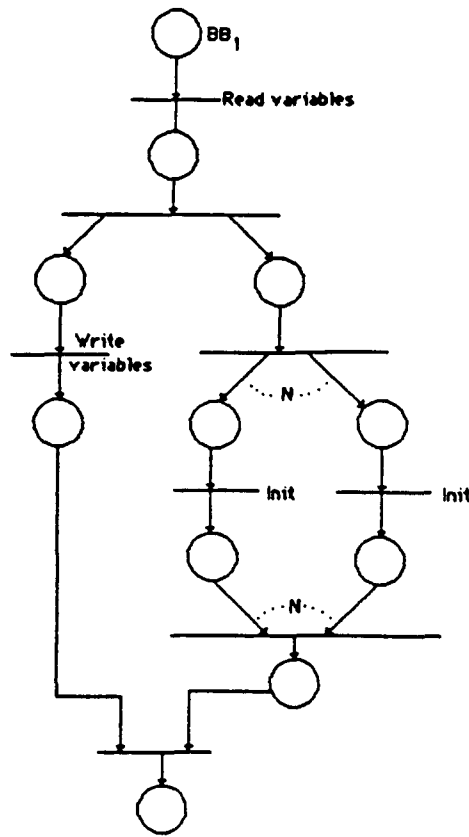 BB₁
Read variables
Write
variables
N
Init
Init
N